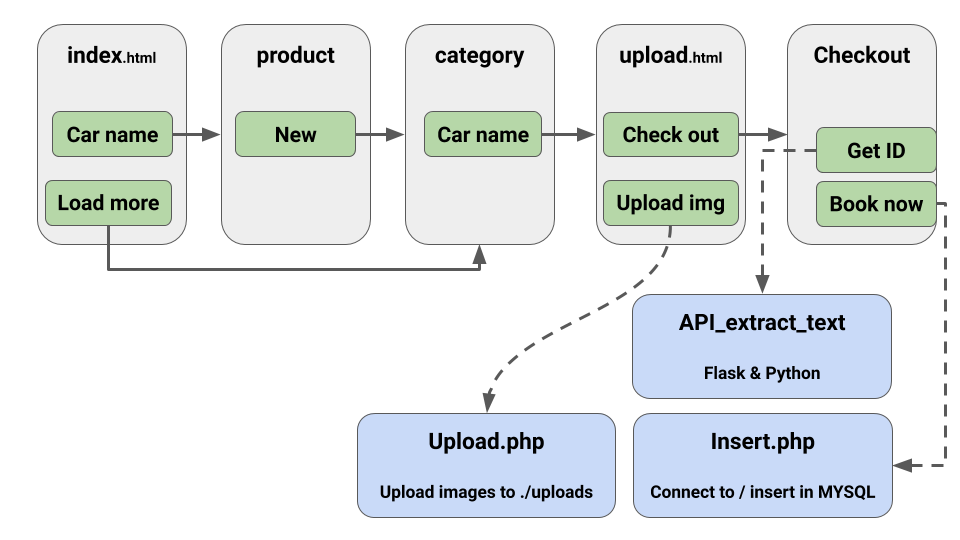 index.html
product
category
upload.html
Checkout
Car name
New
Car name
Check out
Get ID
Load more
Upload img
Book now
API_extract_text
Flask & Python
Upload.php
Upload images to ./uploads
Insert.php
Connect to / insert in MYSQL